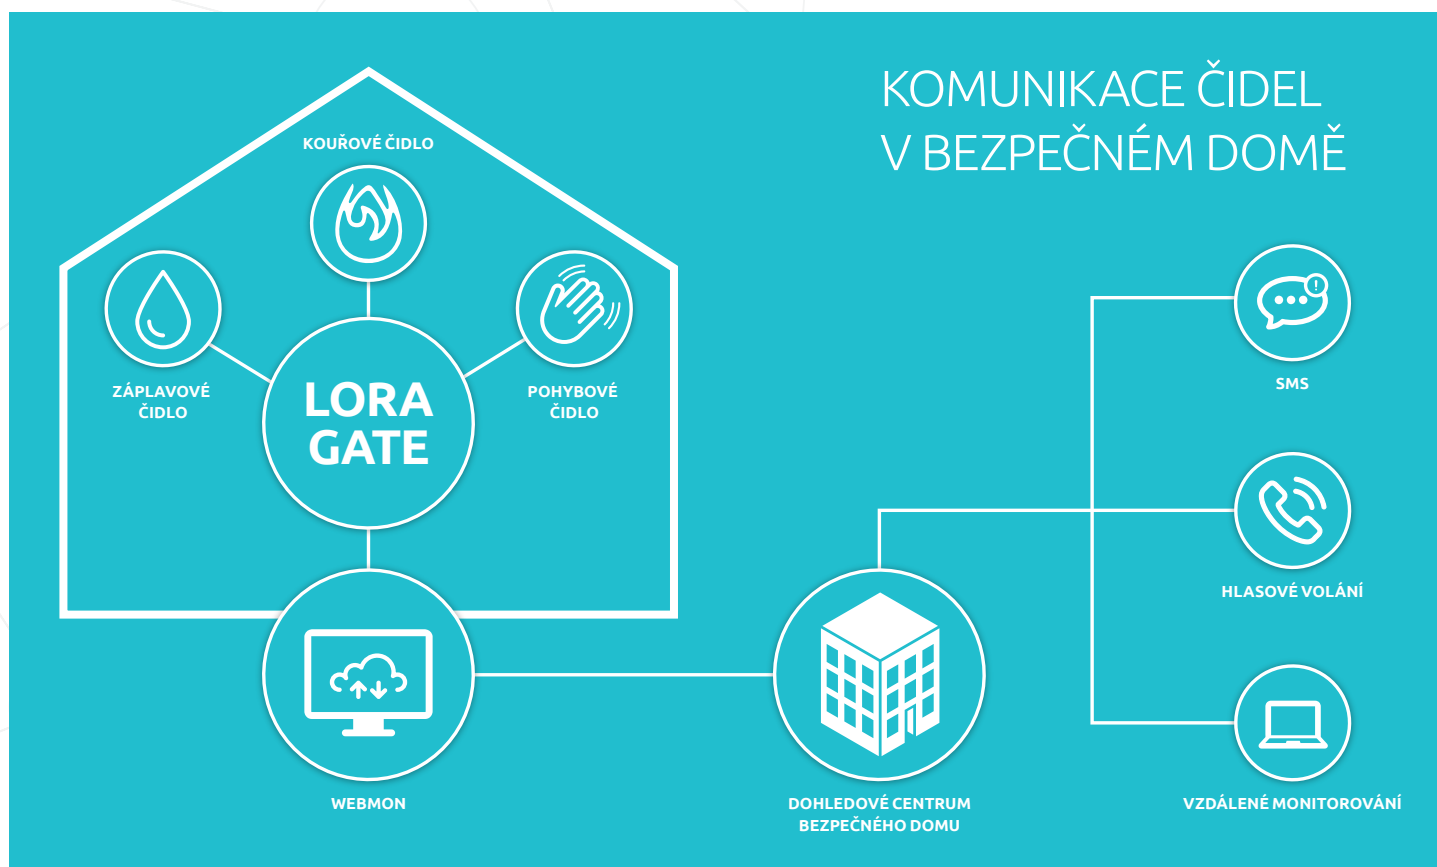 KOMUNIKACE ČIDEL
V BEZPEČNÉM DOMĚ
KOUŘOVÉ ČIDLO
ZÁPLAVOVÉ
ČIDLO
POHYBOVÉ
ČIDLO
LORA
GATE
WEBMON
DOHLEDOVÉ CENTRUM
BEZPEČNÉHO DOMU
!
SMS
HLASOVÉ VOLÁNÍ
VZDÁLENÉ MONITOROVÁNÍ